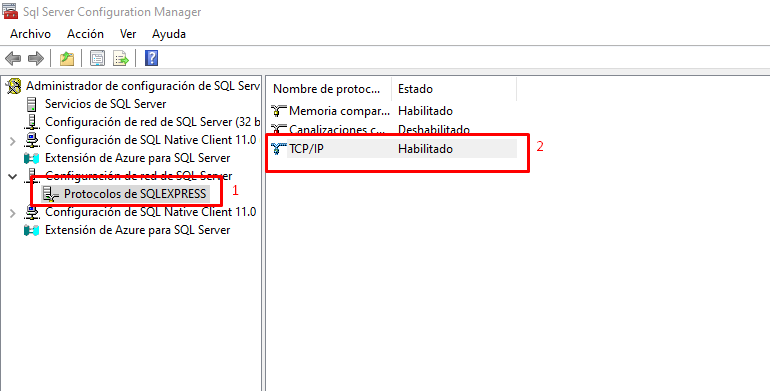 Sql Server Configuration Manager
Archivo Acción Ver Ayuda
Administrador de configuración de SQL Serv
Servicios de SQL Server
Configuración de red de SQL Server (32 b
Configuración de SQL Native Client 11.0
Extensión de Azure para SQL Server
Configuración de red de SQL Server
Protocolos de SQLEXPRESS
1
Configuración de SQL Native Client 11.0
Extensión de Azure para SQL Server
Nombre de protoc... Estado
Memoria compar... Habilitado
Canalizaciones c... Deshabilitado
TCP/IP Habilitado
2